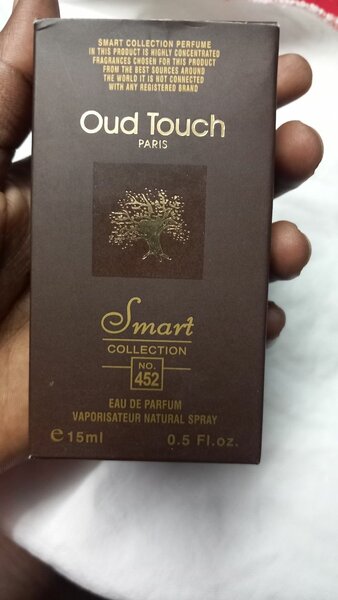 SMART COLLECTION PERFUME
IN THIS PRODUCT IS HIGHLY CONCENTRATED
FRAGRANCES CHOSEN FOR THIS PRODUCT
FROM THE BEST SOURCES AROUND
THE WORLD IT IS NOT CONNECTED
WITH ANY REGISTERED BRAND
Oud Touch
PARIS
Smart
COLLECTION
NO.
452
EAU DE PARFUM
VAPORISATEUR NATURAL SPRAY
℮15ml 0.5 Fl.oz.